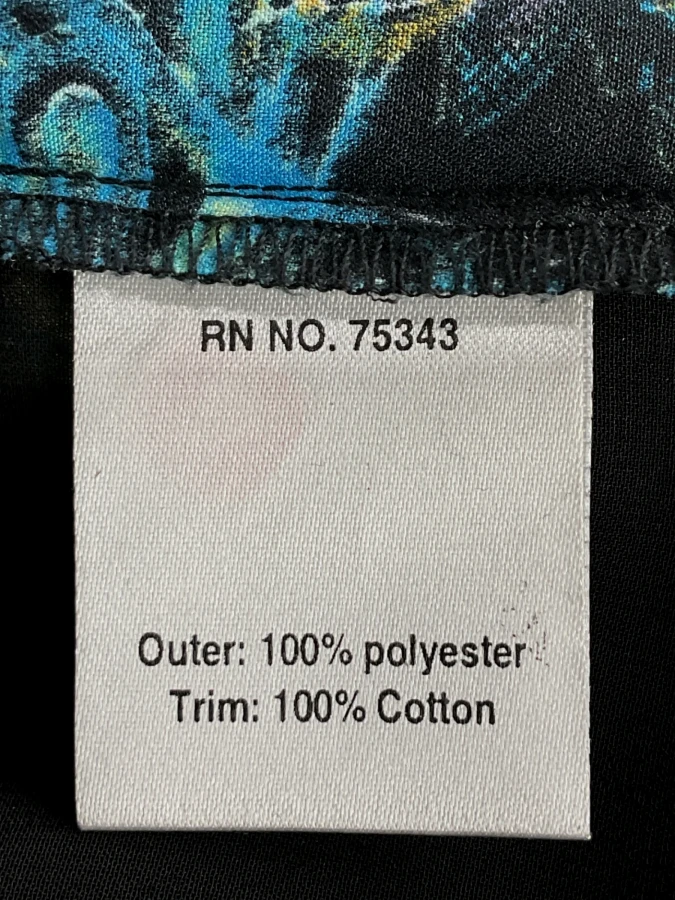 RN NO. 75343
Outer: 100% polyester
Trim: 100% Cotton